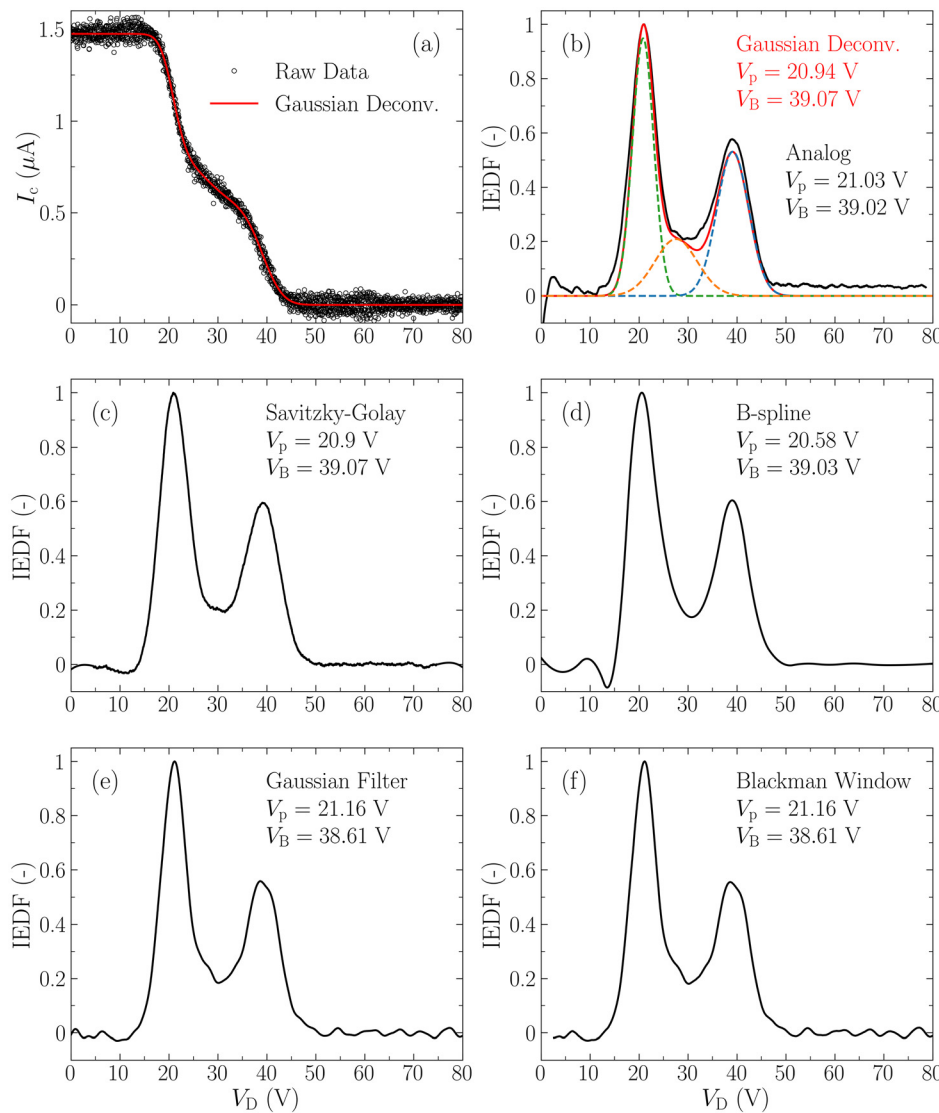 (a)
Raw Data
Gaussian Deconv.
I_c (μA)
1.5
1
0.5
0
0 10 20 30 40 50 60 70 80
(b)
Gaussian Deconv.
V_p = 20.94 V
V_B = 39.07 V
Analog
V_p = 21.03 V
V_B = 39.02 V
IEDF (-)
1
0.8
0.6
0.4
0.2
0
0 10 20 30 40 50 60 70 80
(c)
Savitzky-Golay
V_p = 20.9 V
V_B = 39.07 V
IEDF (-)
1
0.8
0.6
0.4
0.2
0
0 10 20 30 40 50 60 70 80
(d)
B-spline
V_p = 20.58 V
V_B = 39.03 V
IEDF (-)
1
0.8
0.6
0.4
0.2
0
0 10 20 30 40 50 60 70 80
(e)
Gaussian Filter
V_p = 21.16 V
V_B = 38.61 V
IEDF (-)
1
0.8
0.6
0.4
0.2
0
0 10 20 30 40 50 60 70 80
V_D (V)
(f)
Blackman Window
V_p = 21.16 V
V_B = 38.61 V
IEDF (-)
1
0.8
0.6
0.4
0.2
0
0 10 20 30 40 50 60 70 80
V_D (V)